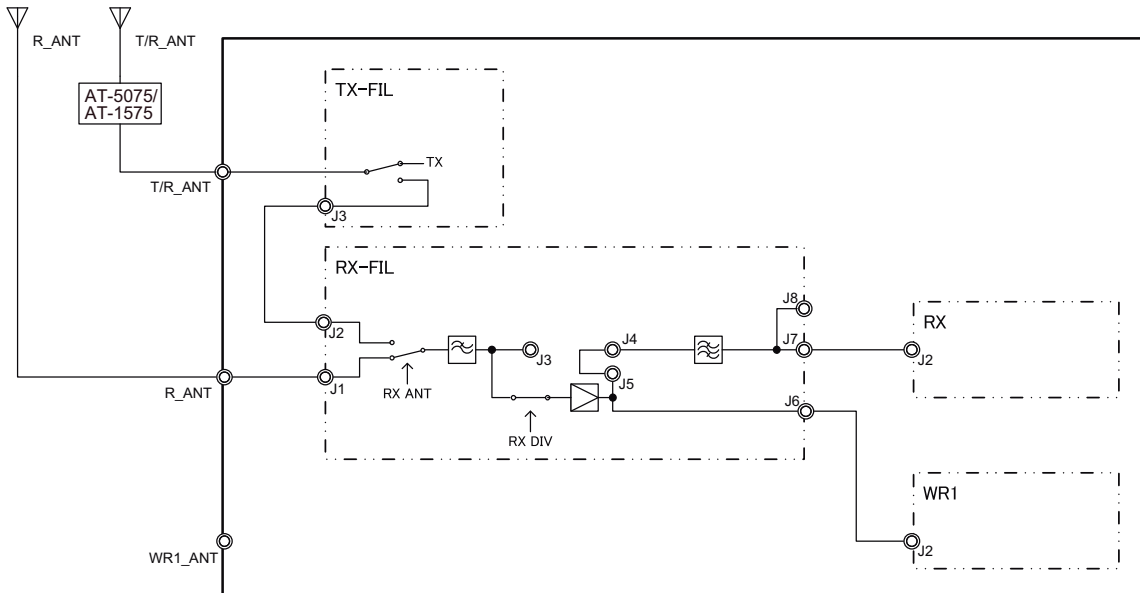 R_ANT
T/R_ANT
AT-5075/
AT-1575
TX-FIL
TX
T/R_ANT
J3
RX-FIL
J8
RX
J2
J4
J7
J2
J3
J1
RX ANT
J5
R_ANT
J6
RX DIV
WR1
WR1_ANT
J2